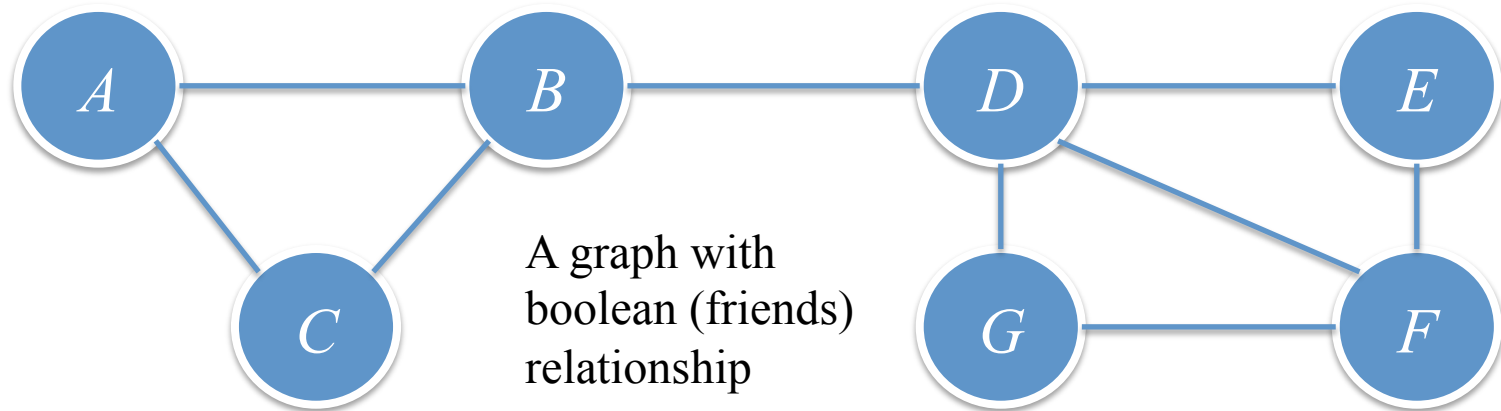 A B D E
A graph with
boolean (friends)
relationship
C G F